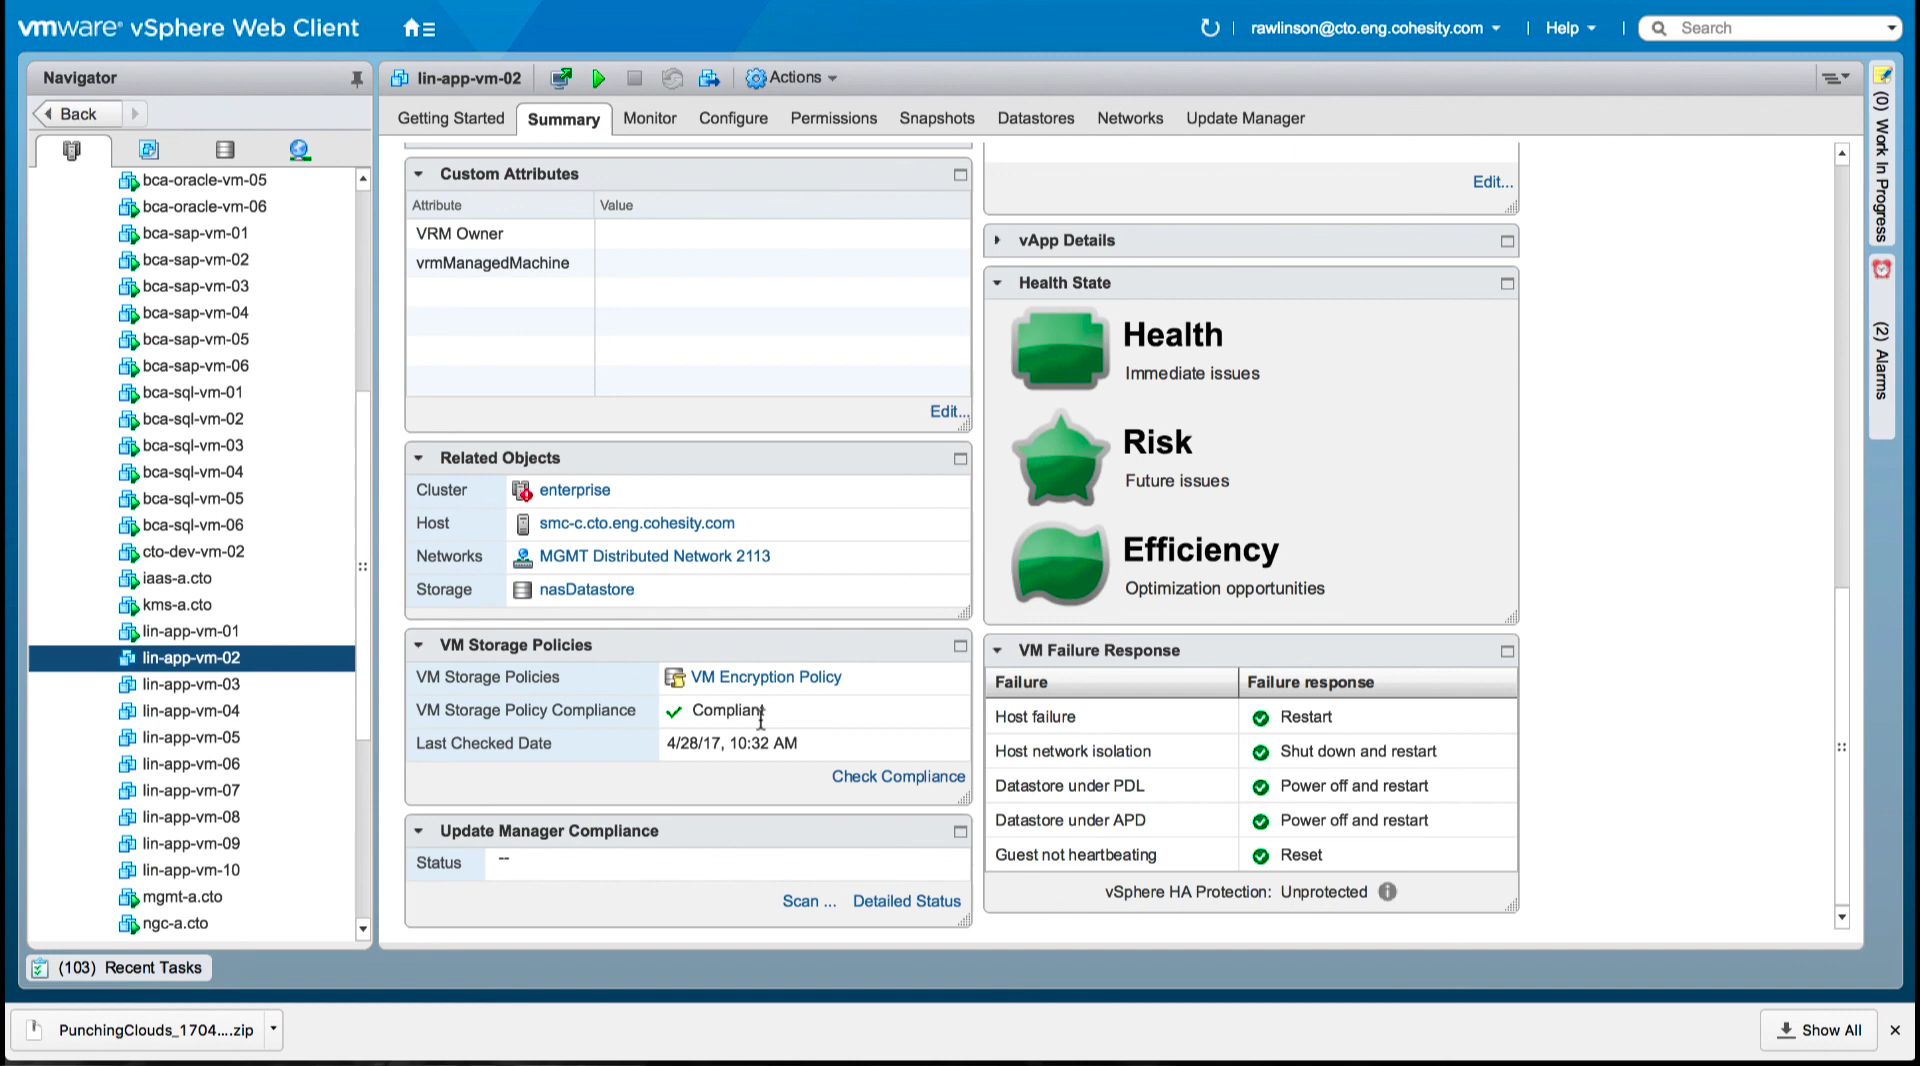 vmware® vSphere Web Client
rawlinson@cto.eng.cohesity.com
Help
Search
Navigator
Back
bca-oracle-vm-05
bca-oracle-vm-06
bca-sap-vm-01
bca-sap-vm-02
bca-sap-vm-03
bca-sap-vm-04
bca-sap-vm-05
bca-sap-vm-06
bca-sql-vm-01
bca-sql-vm-02
bca-sql-vm-03
bca-sql-vm-04
bca-sql-vm-05
bca-sql-vm-06
cto-dev-vm-02
iaas-a.cto
kms-a.cto
lin-app-vm-01
lin-app-vm-02
lin-app-vm-03
lin-app-vm-04
lin-app-vm-05
lin-app-vm-06
lin-app-vm-07
lin-app-vm-08
lin-app-vm-09
lin-app-vm-10
mgmt-a.cto
ngc-a.cto
lin-app-vm-02
Actions
Getting Started Summary Monitor Configure Permissions Snapshots Datastores Networks Update Manager
Custom Attributes
Attribute Value
VRM Owner
vrmManagedMachine
Edit...
Related Objects
Cluster enterprise
Host smc-c.cto.eng.cohesity.com
Networks MGMT Distributed Network 2113
Storage nasDatastore
VM Storage Policies
VM Storage Policies VM Encryption Policy
VM Storage Policy Compliance Compliant
Last Checked Date 4/28/17, 10:32 AM
Check Compliance
Update Manager Compliance
Status --
Scan ... Detailed Status
Edit...
vApp Details
Health State
Health
Immediate issues
Risk
Future issues
Efficiency
Optimization opportunities
VM Failure Response
Failure Failure response
Host failure Restart
Host network isolation Shut down and restart
Datastore under PDL Power off and restart
Datastore under APD Power off and restart
Guest not heartbeating Reset
vSphere HA Protection: Unprotected
(0) Work In Progress
(2) Alarms
(103) Recent Tasks
PunchingClouds_1704....zip
Show All